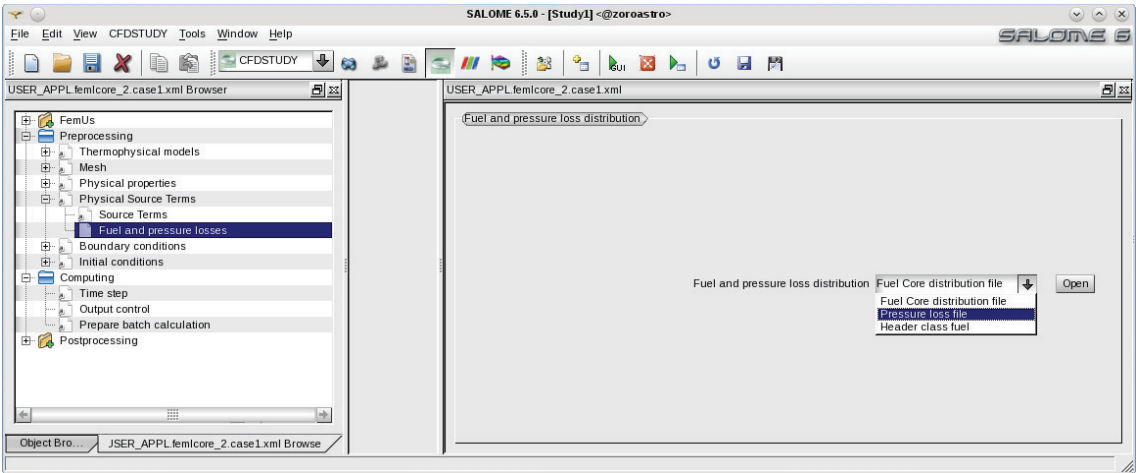 SALOME 6.5.0 - [Study1] <@zoroastro>
File Edit View CFDSTUDY Tools Window Help
SALOME 6
CFDSTUDY
GUI
USER_APPL.femlcore_2.case1.xml Browser
USER_APPL.femlcore_2.case1.xml
FemUs
Preprocessing
Thermophysical models
Mesh
Physical properties
Physical Source Terms
Source Terms
Fuel and pressure losses
Boundary conditions
Initial conditions
Computing
Time step
Output control
Prepare batch calculation
Postprocessing
Fuel and pressure loss distribution
Fuel and pressure loss distribution Fuel Core distribution file Open
Fuel Core distribution file
Pressure loss file
Header class fuel
Object Bro... JSER_APPL.femlcore_2.case1.xml Browse